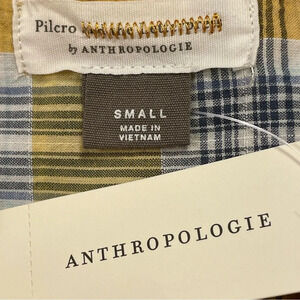 Pilcro
by ANTHROPOLOGIE
SMALL
MADE IN
VIETNAM
ANTHROPOLOGIE